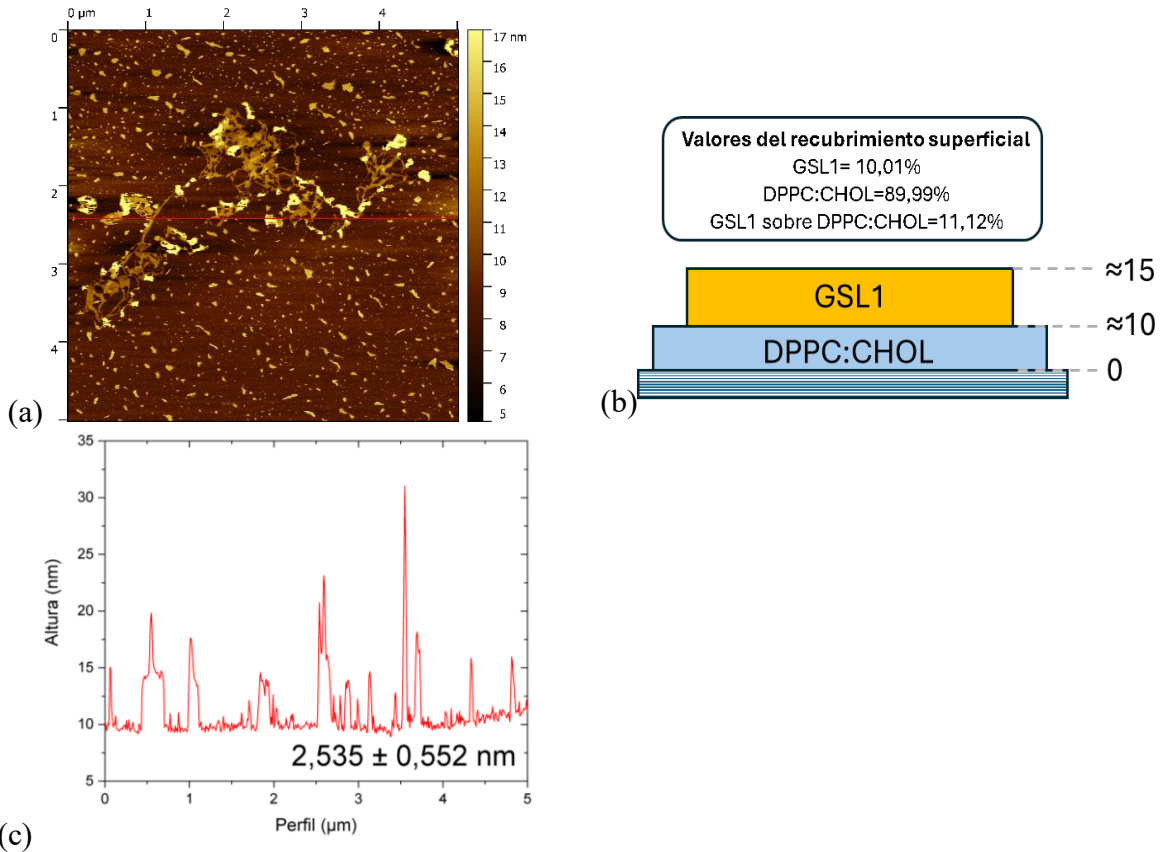 0 µm 1 2 3 4
0
1
2
3
4
17 nm
16
15
14
13
12
11
10
9
8
7
6
5
(a)
Valores del recubrimiento superficial
GSL1= 10,01%
DPPC:CHOL=89,99%
GSL1 sobre DPPC:CHOL=11,12%
GSL1
DPPC:CHOL
≈15
≈10
0
(b)
35
30
25
20
15
10
5
Altura (nm)
2,535 ± 0,552 nm
0 1 2 3 4 5
Perfil (µm)
(c)